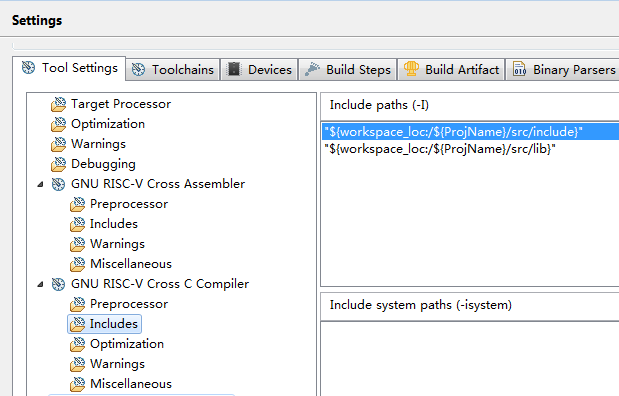 Settings
Tool Settings
Toolchains
Devices
Build Steps
Build Artifact
Binary Parsers
Target Processor
Optimization
Warnings
Debugging
GNU RISC-V Cross Assembler
Preprocessor
Includes
Warnings
Miscellaneous
GNU RISC-V Cross C Compiler
Preprocessor
Includes
Optimization
Warnings
Miscellaneous
Include paths (-I)
"${workspace_loc:/${ProjName}/src/include}"
"${workspace_loc:/${ProjName}/src/lib}"
Include system paths (-isystem)